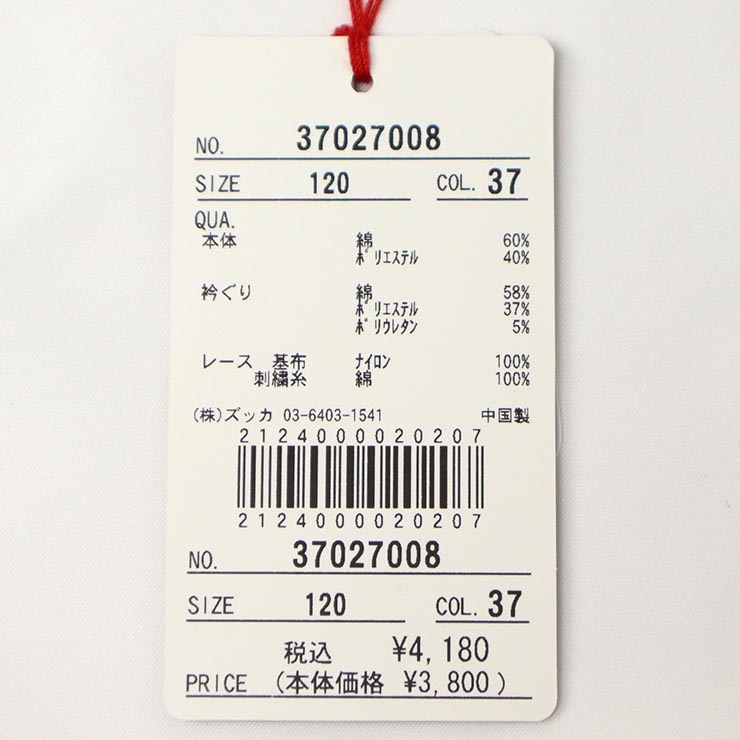 NO. 37027008
SIZE 120 COL. 37
QUA.
本体 綿 60%
ﾎﾟﾘｴｽﾃﾙ 40%
衿ぐり 綿 58%
ﾎﾟﾘｴｽﾃﾙ 37%
ﾎﾟﾘｳﾚﾀﾝ 5%
レース 基布 ﾅｲﾛﾝ 100%
刺繍糸 綿 100%
(株)ズッカ 03-6403-1541 中国製
2124000020207
2124000020207
NO. 37027008
SIZE 120 COL. 37
税込 ¥4,180
PRICE (本体価格 ¥3,800)